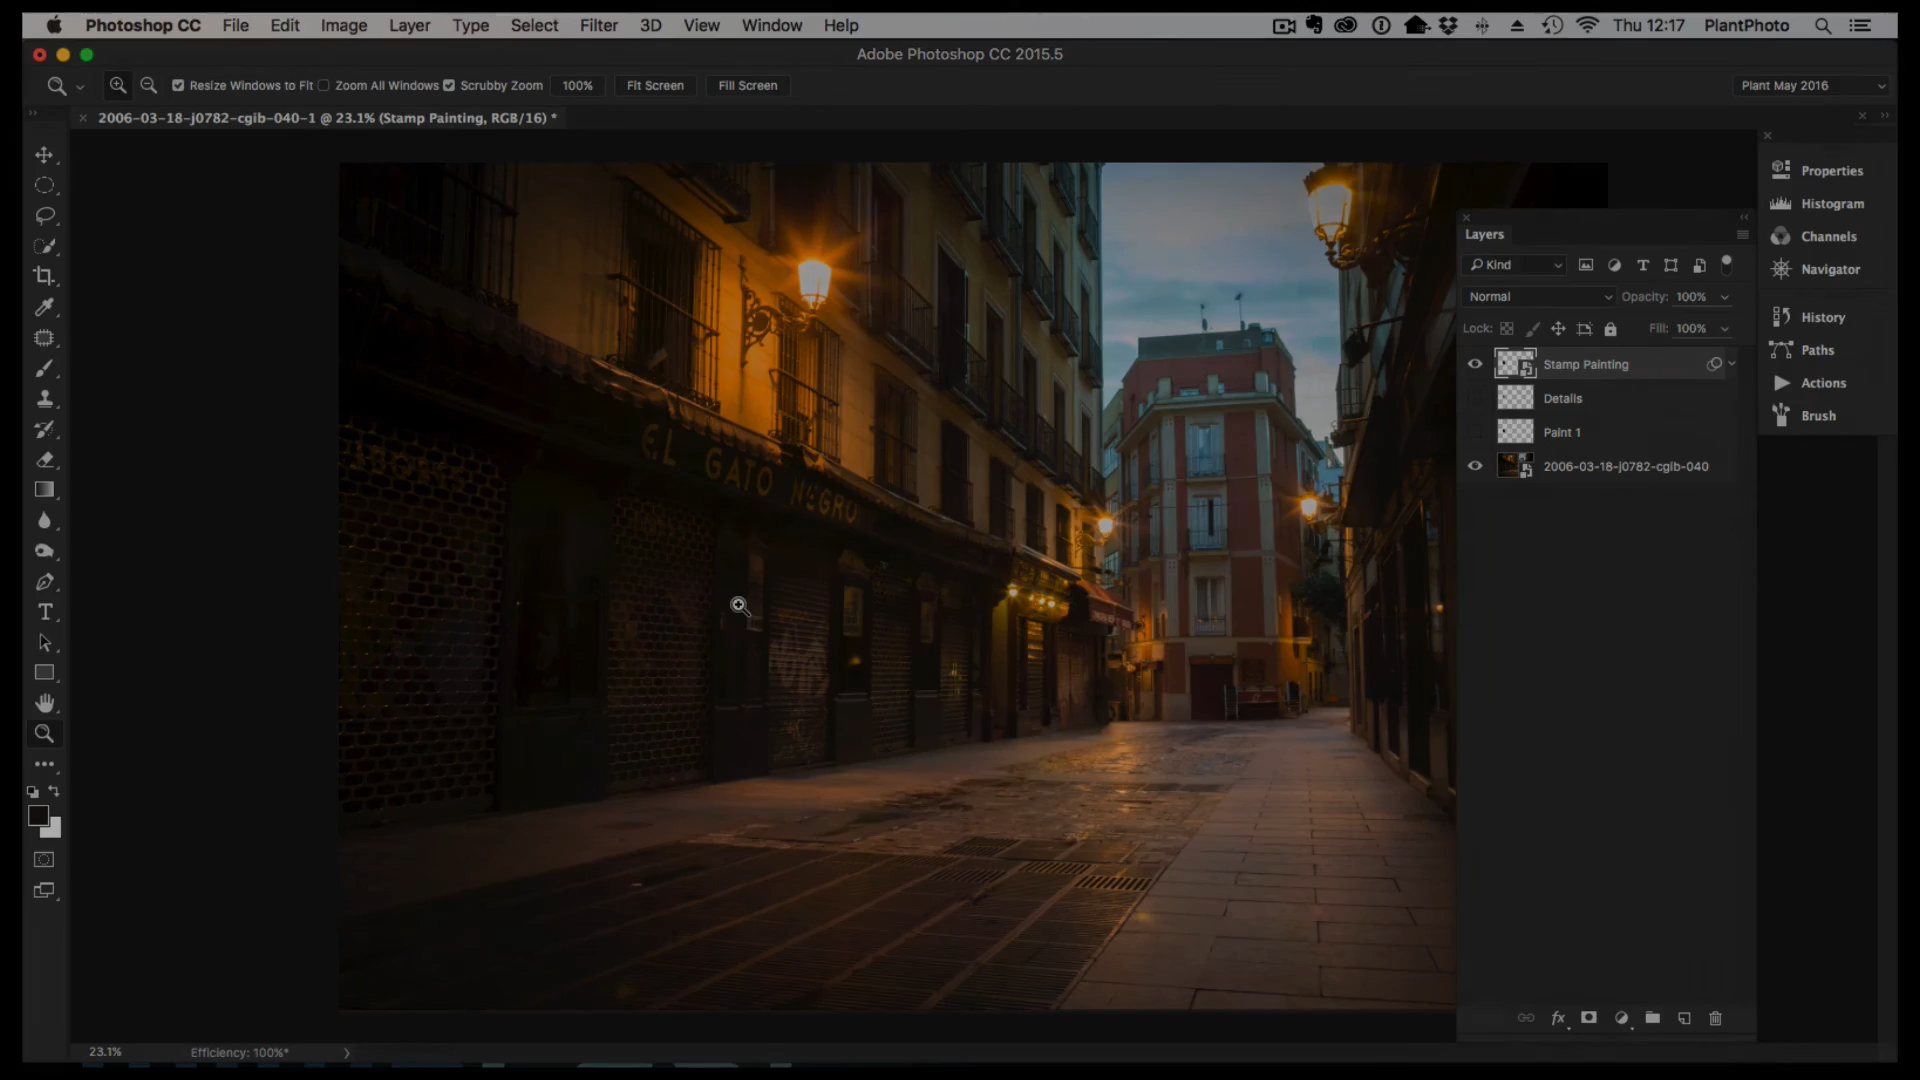 Photoshop CC File Edit Image Layer Type Select Filter 3D View Window Help Thu 12:17 PlantPhoto
Adobe Photoshop CC 2015.5
Resize Windows to Fit Zoom All Windows Scrubby Zoom 100% Fit Screen Fill Screen Plant May 2016
2006-03-18-j0782-cgib-040-1 @ 23.1% (Stamp Painting, RGB/16) *
Properties
Histogram
Channels
Navigator
History
Paths
Actions
Brush
Layers
Kind
Normal Opacity: 100%
Lock: Fill: 100%
Stamp Painting
Details
Paint 1
2006-03-18-j0782-cgib-040
EL GATO NEGRO
fx
23.1% Efficiency: 100%*